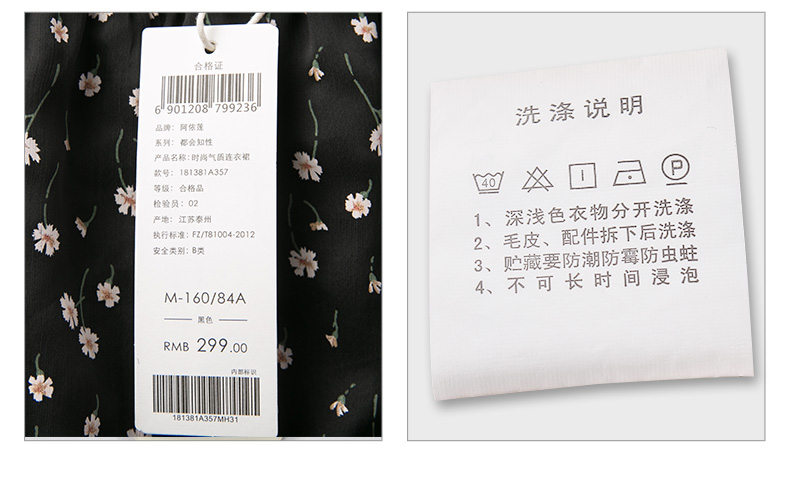 合格证
6 901208 799236
品牌: 阿依莲
系列: 都会知性
产品名称: 时尚气质连衣裙
款号: 181381A357
等级: 合格品
检验员: 02
产地: 江苏泰州
执行标准: FZ/T81004-2012
安全类别: B类
M-160/84A
黑色
RMB 299.00
内部标识
181381A357MH31
洗涤说明
40 P
1、深浅色衣物分开洗涤
2、毛皮、配件拆下后洗涤
3、贮藏要防潮防霉防虫蛀
4、不可长时间浸泡